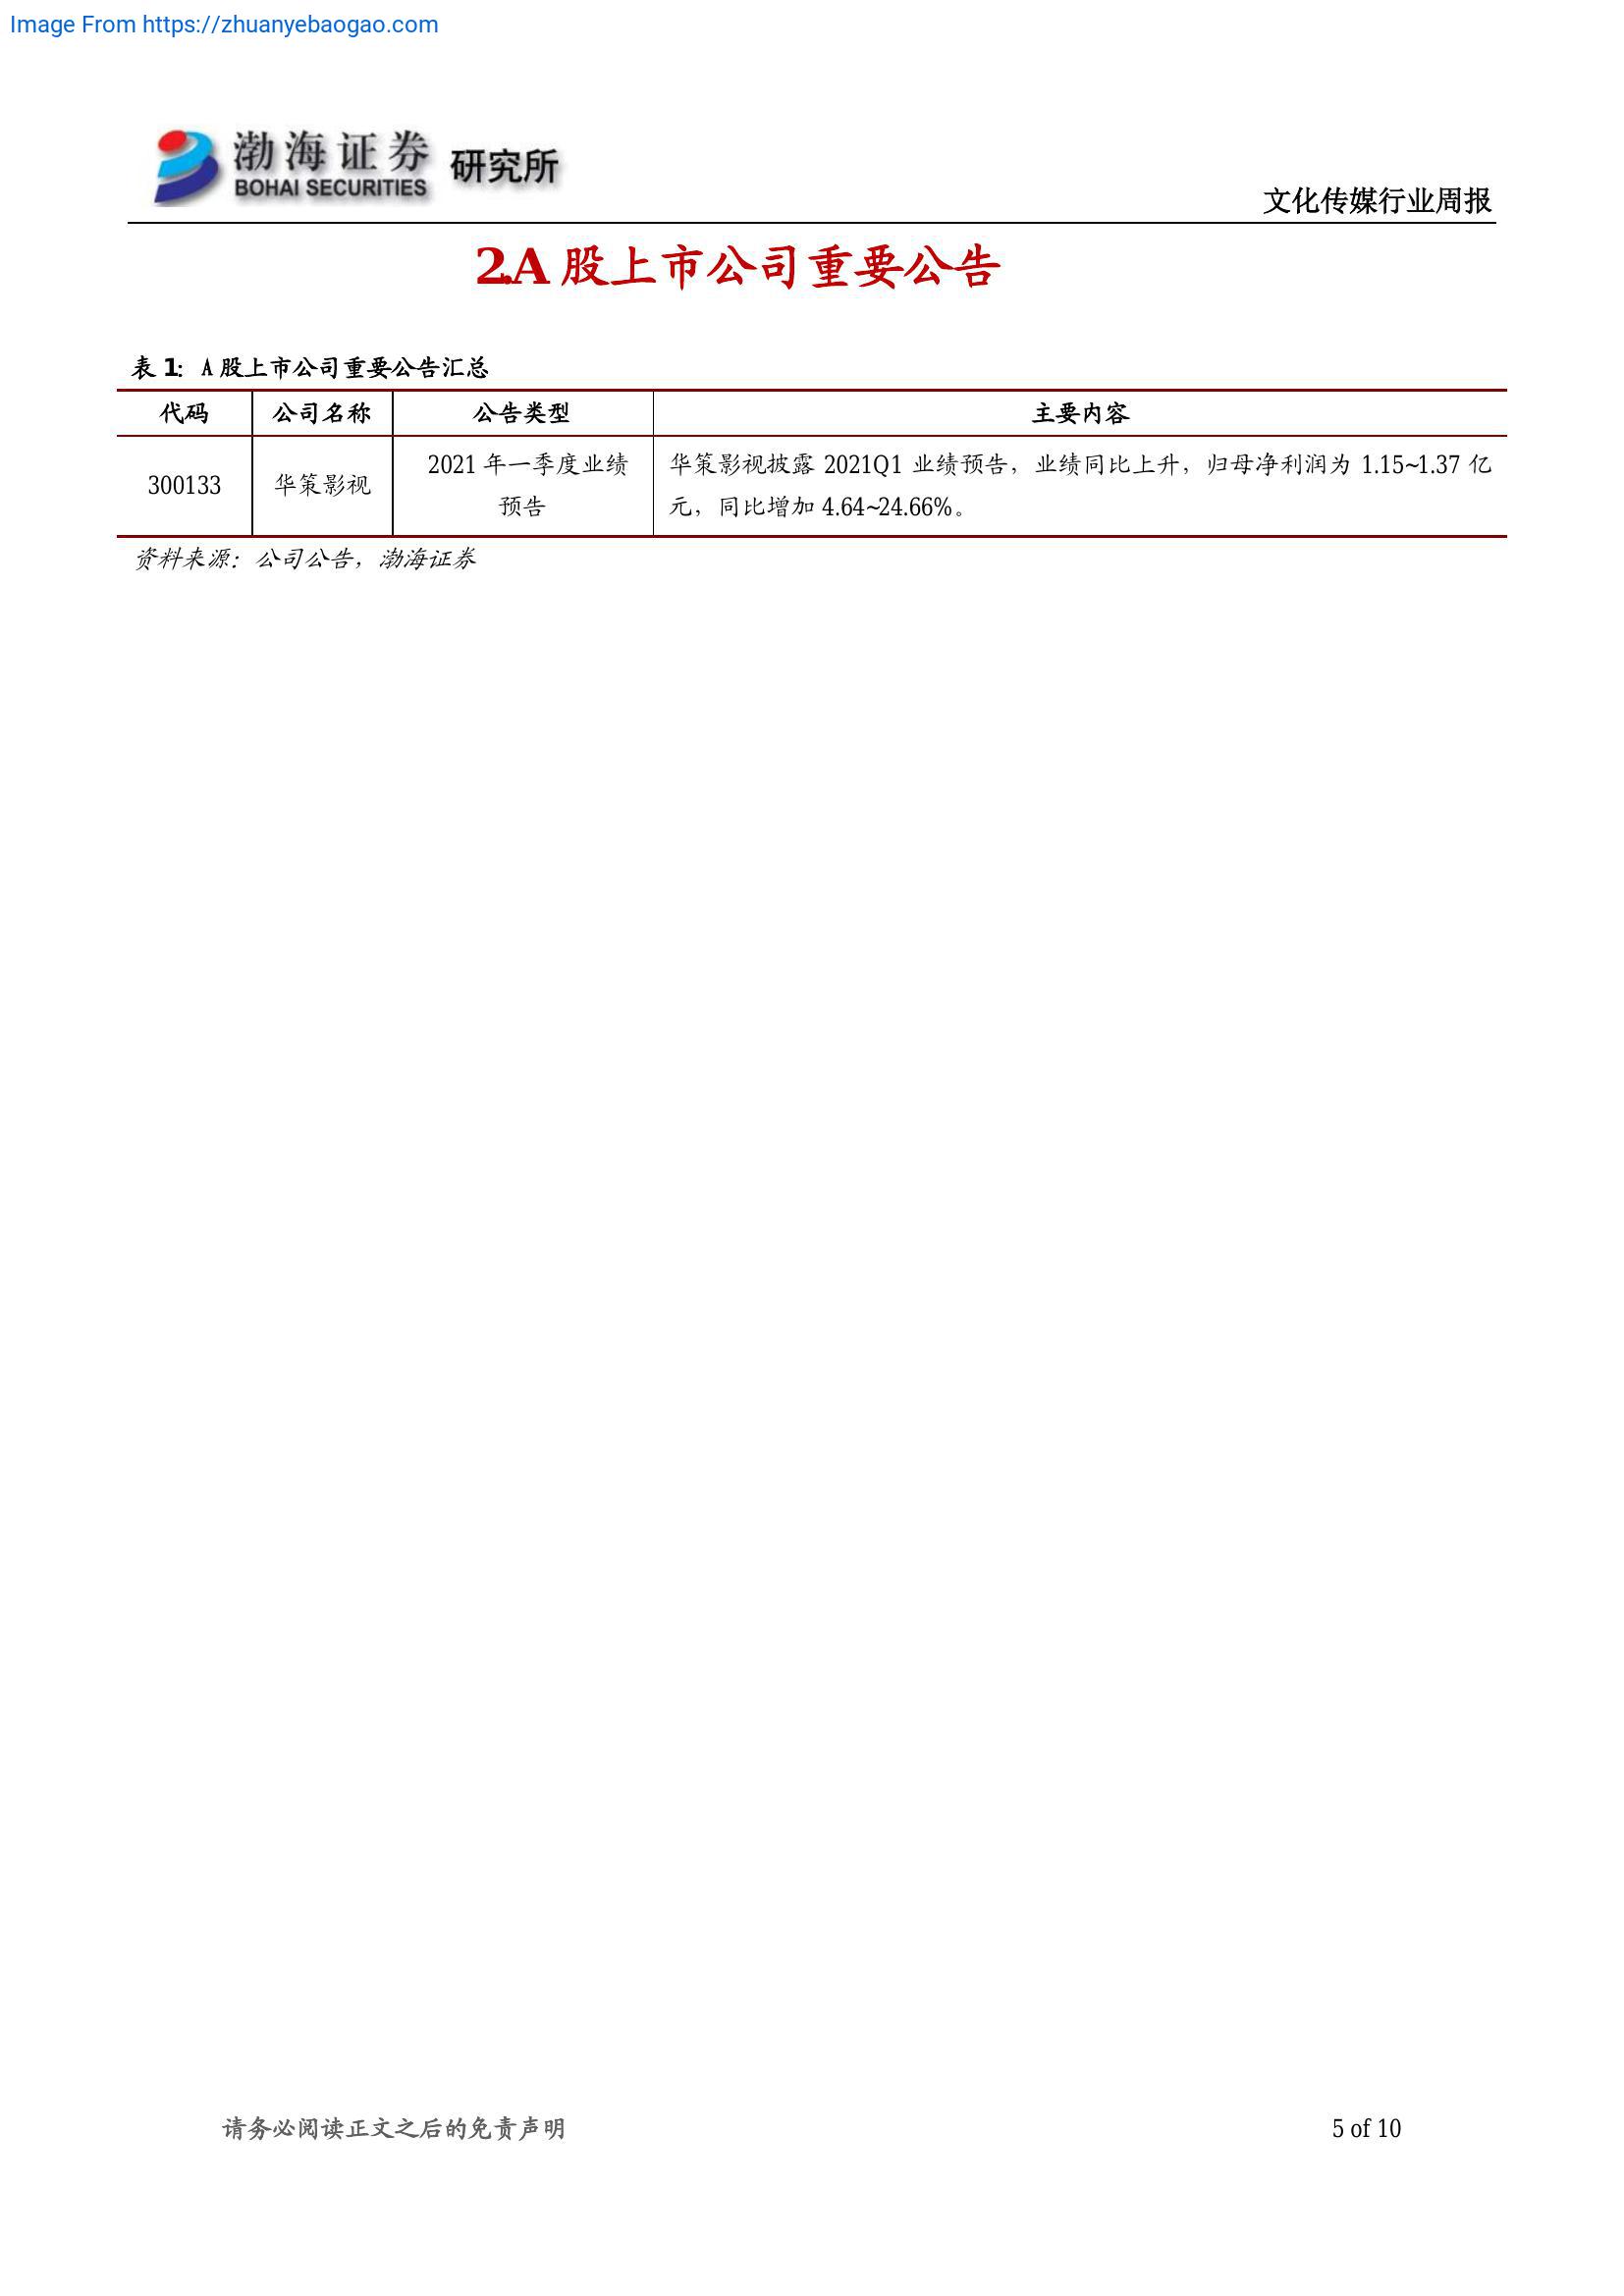 Image From https://zhuanyebaogao.com
渤海证券 研究所
BOHAI SECURITIES
文化传媒行业周报
2.A 股上市公司重要公告
表 1: A 股上市公司重要公告汇总
代码 公司名称 公告类型 主要内容
300133 华策影视 2021 年一季度业绩预告 华策影视披露 2021Q1 业绩预告，业绩同比上升，归母净利润为 1.15~1.37 亿
元，同比增加 4.64~24.66%。
资料来源：公司公告，渤海证券
请务必阅读正文之后的免责声明 5 of 10